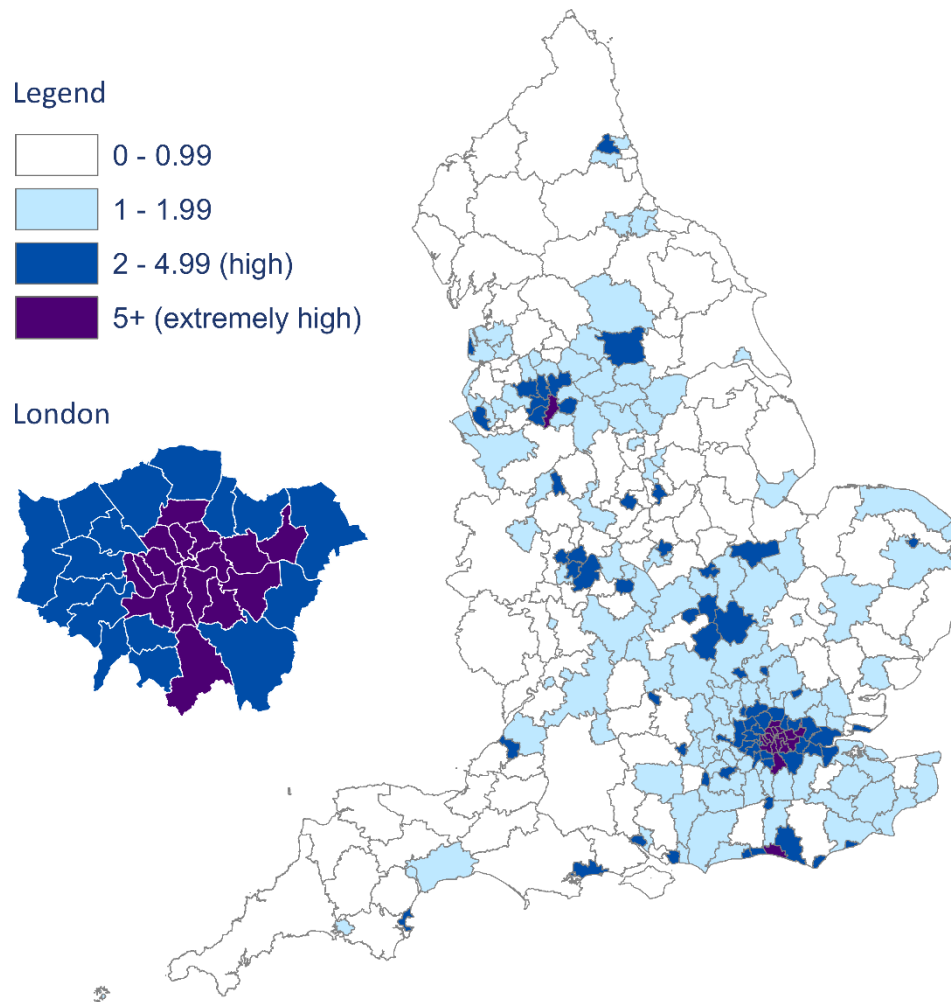 Legend
0 - 0.99
1 - 1.99
2 - 4.99 (high)
5+ (extremely high)
London